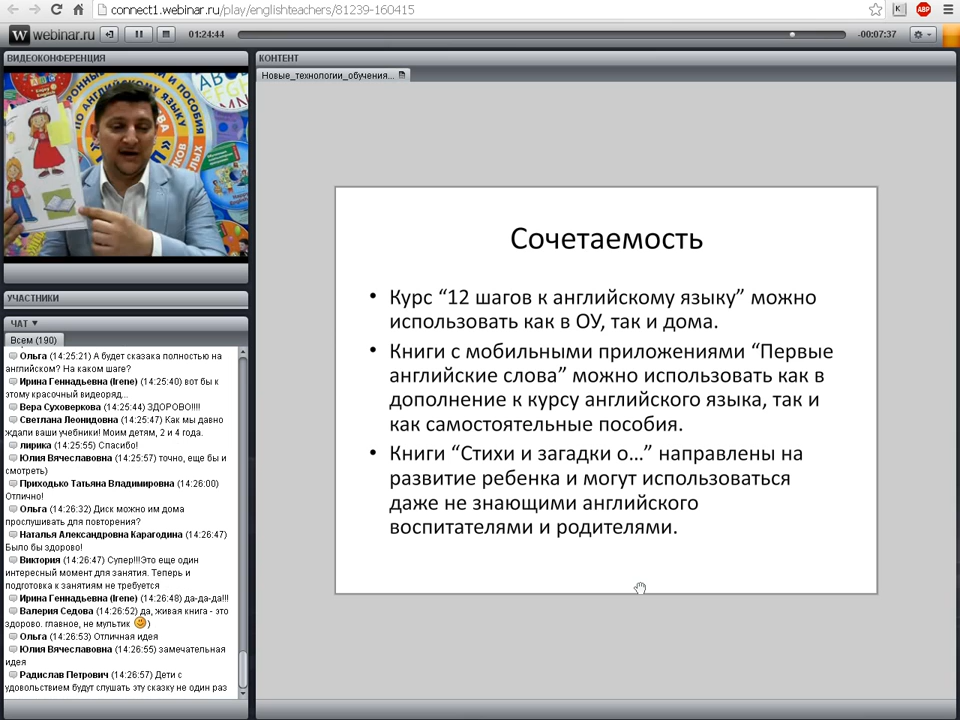 connect1.webinar.ru/play/englishteachers/81239-160415
K
ABP
W webinar.ru
01:24:44
-00:07:37
ВИДЕОКОНФЕРЕНЦИЯ
ПО АНГЛИЙСКОМУ ЯЗЫКУ
И ПОСОБИЯ
УЧАСТНИКИ
ЧАТ
Всем (190)
Ольга (14:25:21) А будет сказака полностью на
английском? На каком шаге?
Ирина Геннадьевна (Irene) (14:25:40) вот бы к
этому красочный видеоряд...
Вера Суховеркова (14:25:44) ЗДОРОВО!!!!
Светлана Леонидовна (14:25:47) Как мы давно
ждали ваши учебники! Моим детям, 2 и 4 года.
лирика (14:25:55) Спасибо!
Юлия Вячеславовна (14:25:57) точно, еще бы и
смотреть)
Приходько Татьяна Владимировна (14:26:00)
Отлично!
Ольга (14:26:32) Диск можно им дома
прослушивать для повторения?
Наталья Александровна Карагодина (14:26:47)
Было бы здорово!
Виктория (14:26:47) Супер!!!Это еще один
интересный момент для занятия. Теперь и
подготовка к занятиям не требуется
Ирина Геннадьевна (Irene) (14:26:48) да-да-да!!!
Валерия Седова (14:26:52) да, живая книга - это
здорово. главное, не мультик )
Ольга (14:26:53) Отличная идея
Юлия Вячеславовна (14:26:55) замечательная
идея
Радислав Петрович (14:26:57) Дети с
удовольствием будут слушать эту сказку не один раз
КОНТЕНТ
Новые_технологии_обучения...
Сочетаемость
• Курс “12 шагов к английскому языку” можно
использовать как в ОУ, так и дома.
• Книги с мобильными приложениями “Первые
английские слова” можно использовать как в
дополнение к курсу английского языка, так и
как самостоятельные пособия.
• Книги “Стихи и загадки о…” направлены на
развитие ребенка и могут использоваться
даже не знающими английского
воспитателями и родителями.